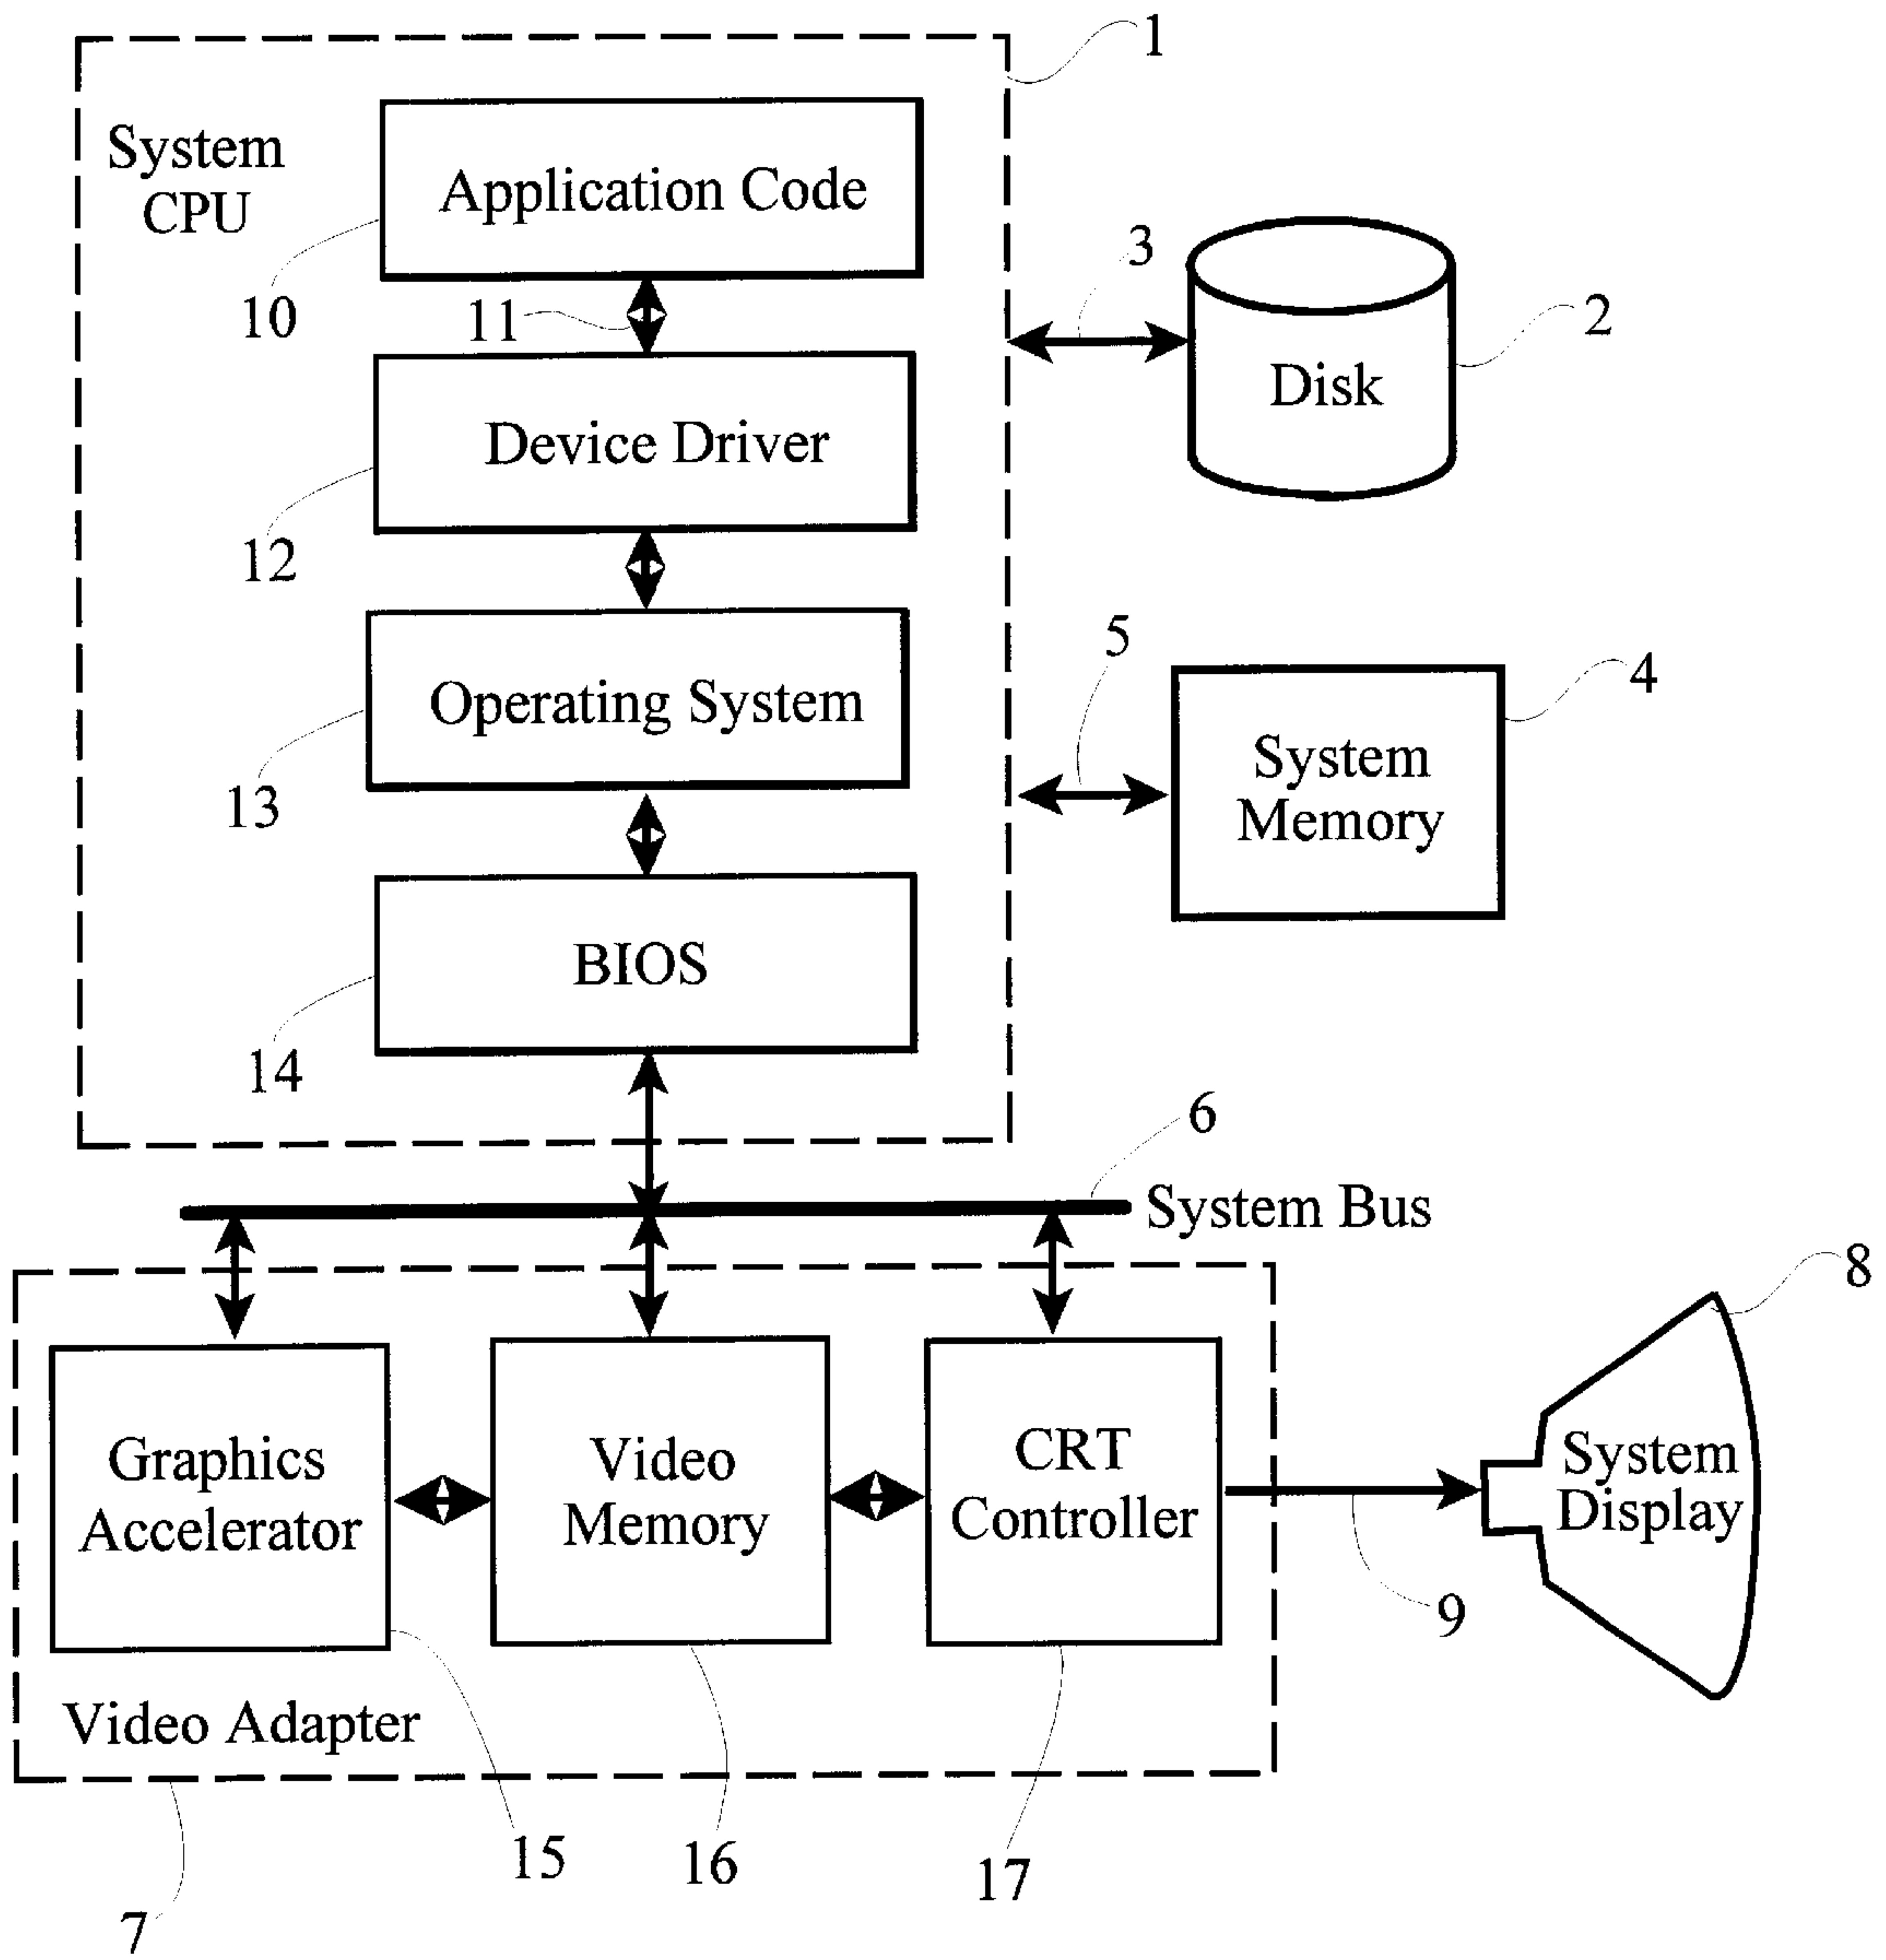 1
System
CPU
Application Code
10
11
3
2
Disk
Device Driver
12
5
4
Operating System
System
Memory
13
BIOS
14
6
System Bus
8
Graphics
Accelerator
Video
Memory
CRT
Controller
System
Display
9
Video Adapter
15
16
17
7